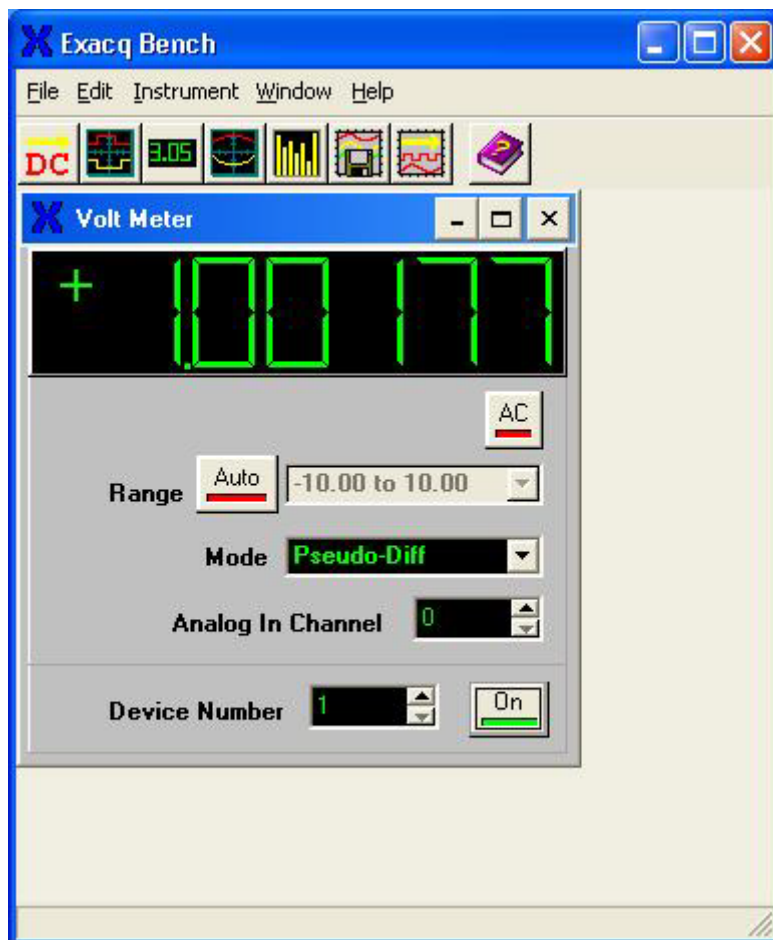 Exacq Bench
File Edit Instrument Window Help
DC 3.05 ?
Volt Meter
+ 1.00177
AC
Range Auto -10.00 to 10.00
Mode Pseudo-Diff
Analog In Channel 0
Device Number 1 On